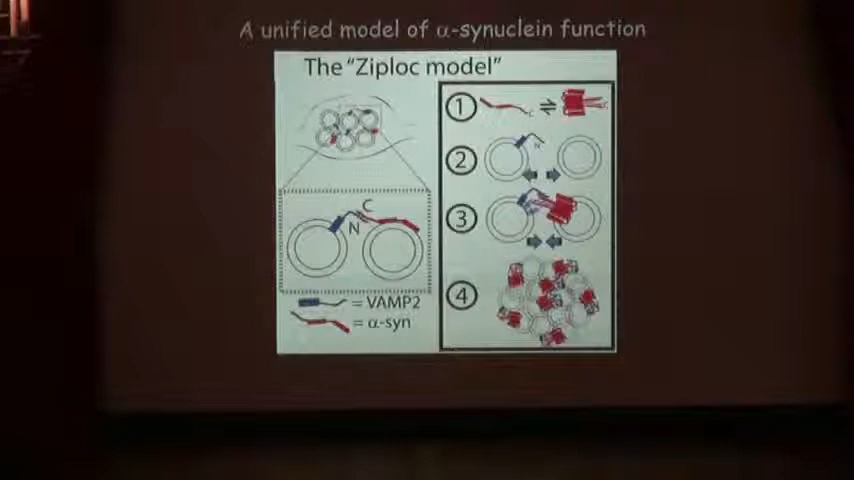 A unified model of α-synuclein function
The “Ziploc model”
C
N
= VAMP2
= α-syn
1
C
2
N
3
4